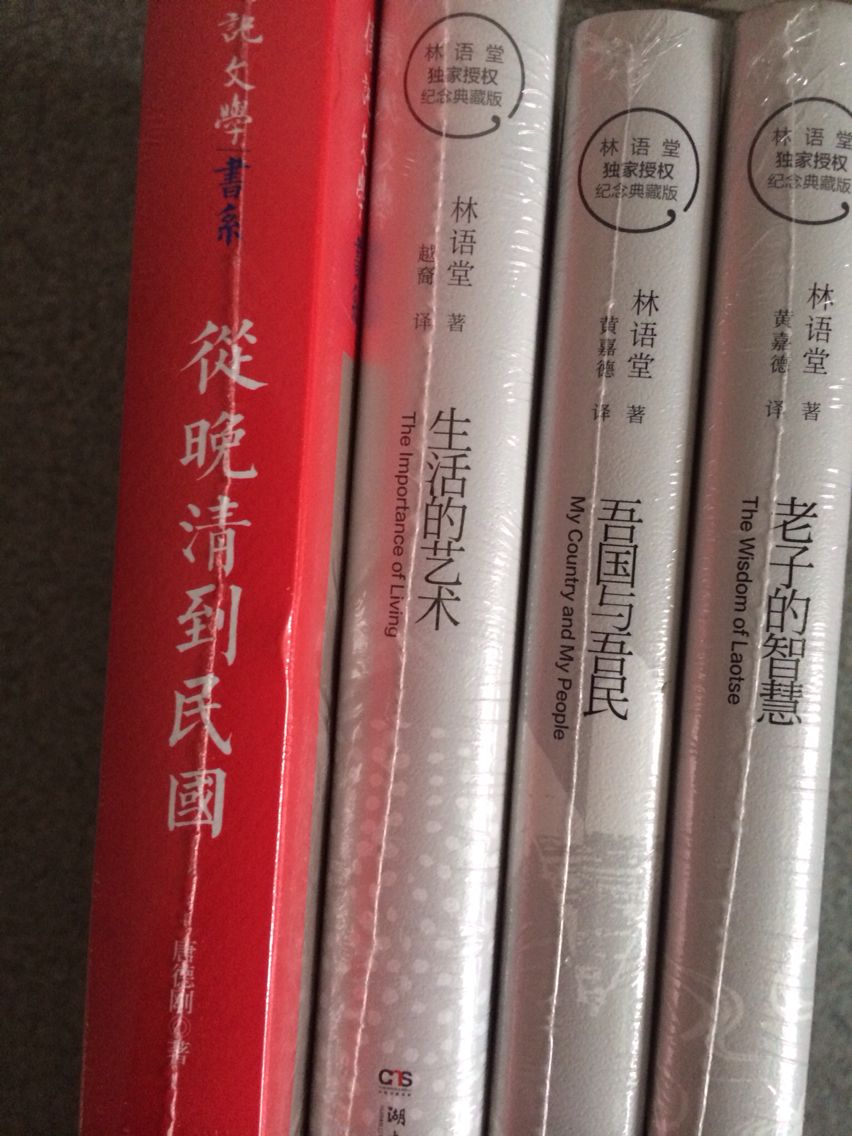 記文學
書系
從晚清到民國
唐德剛◎著
林语堂
独家授权
纪念典藏版
林语堂 著
越裔 译
生活的艺术
The Importance of Living
湖
林语堂
独家授权
纪念典藏版
林语堂 著
黄嘉德 译
吾国与吾民
My Country and My People
林语堂
独家授权
纪念典藏版
林语堂 著
黄嘉德 译
老子的智慧
The Wisdom of Laotse